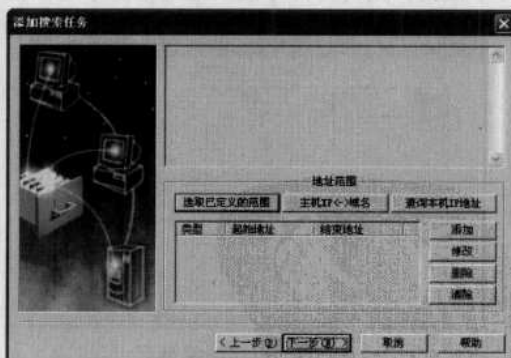 添加搜索任务
地址范围
选取已定义的范围 主机IP<->域名 查询本机IP地址
类型 起始地址 结束地址
添加
修改
删除
清除
<上一步(P) 下一步(N)> 取消 帮助